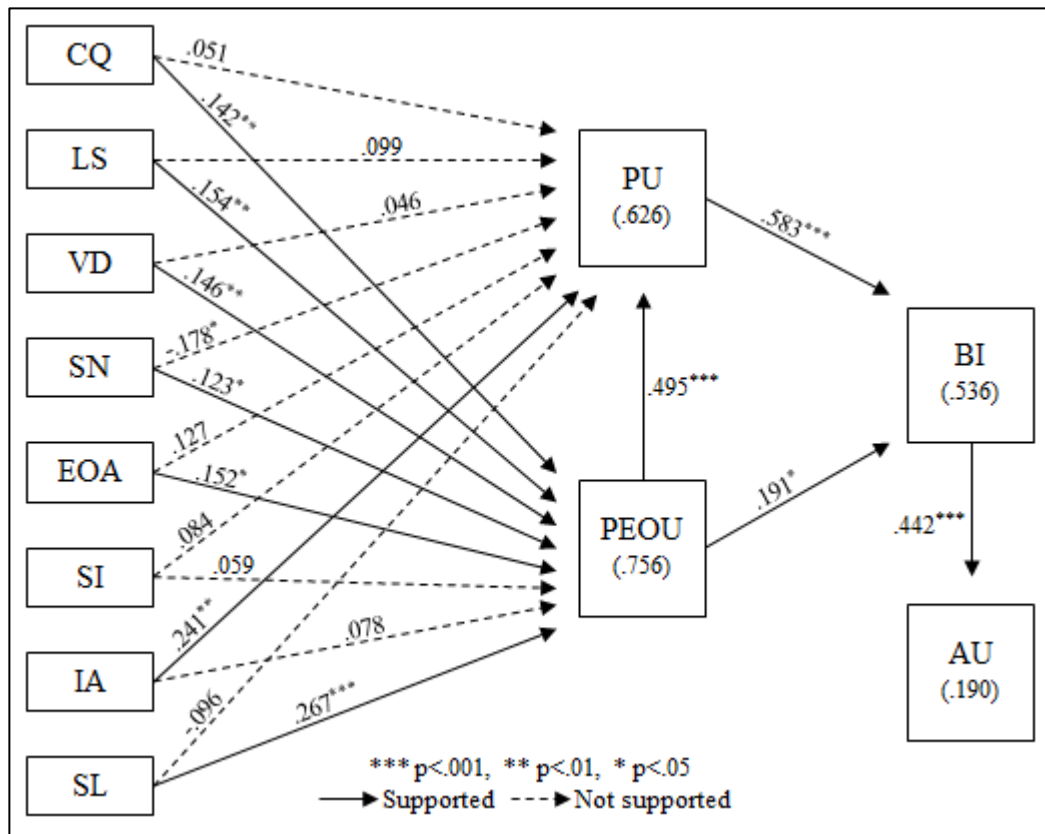 CQ
.051
.142**
LS
.099
.154**
PU
(.626)
.046
VD
.146**
.583***
-.178*
SN
.123*
BI
(.536)
.495***
.127
EOA
.152*
PEOU
(.756)
.191*
.442***
.084
SI
.059
.241**
.078
IA
AU
(.190)
-.096
.267***
SL
*** p<.001, ** p<.01, * p<.05
Supported Not supported